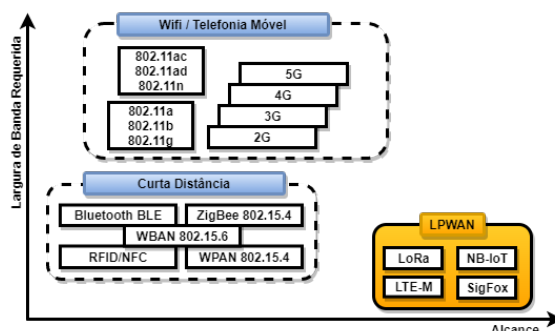 Wifi / Telefonia Móvel
802.11ac
802.11ad
802.11n
802.11a
802.11b
802.11g
5G
4G
3G
2G
Largura de Banda Requerida
Curta Distância
Bluetooth BLE
ZigBee 802.15.4
WBAN 802.15.6
RFID/NFC
WPAN 802.15.4
LPWAN
LoRa
NB-IoT
LTE-M
SigFox
Alcance